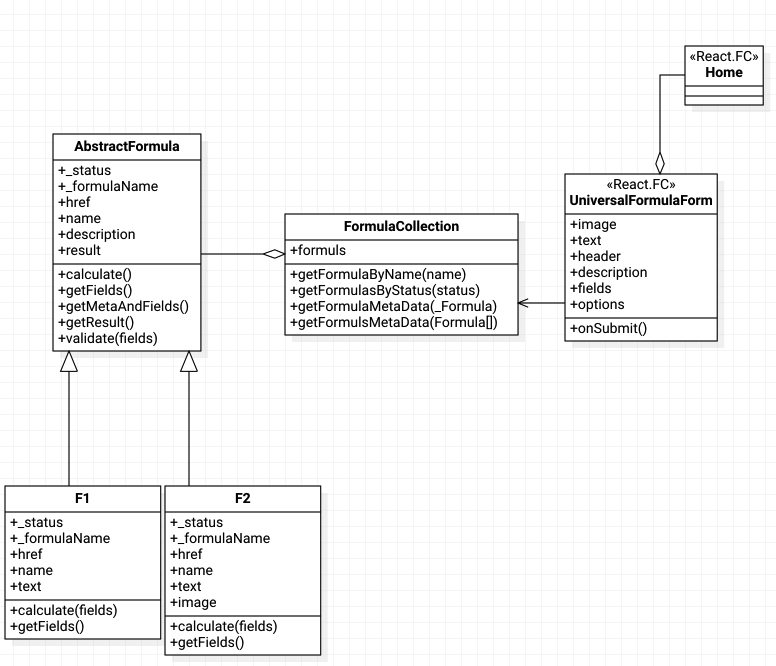 «React.FC»
Home
AbstractFormula
+_status
+_formulaName
+href
+name
+description
+result
+calculate()
+getFields()
+getMetaAndFields()
+getResult()
+validate(fields)
FormulaCollection
+formuls
+getFormulaByName(name)
+getFormulasByStatus(status)
+getFormulaMetaData(_Formula)
+getFormulsMetaData(Formula[])
«React.FC»
UniversalFormulaForm
+image
+text
+header
+description
+fields
+options
+onSubmit()
F1
+_status
+_formulaName
+href
+name
+text
+calculate(fields)
+getFields()
F2
+_status
+_formulaName
+href
+name
+text
+image
+calculate(fields)
+getFields()